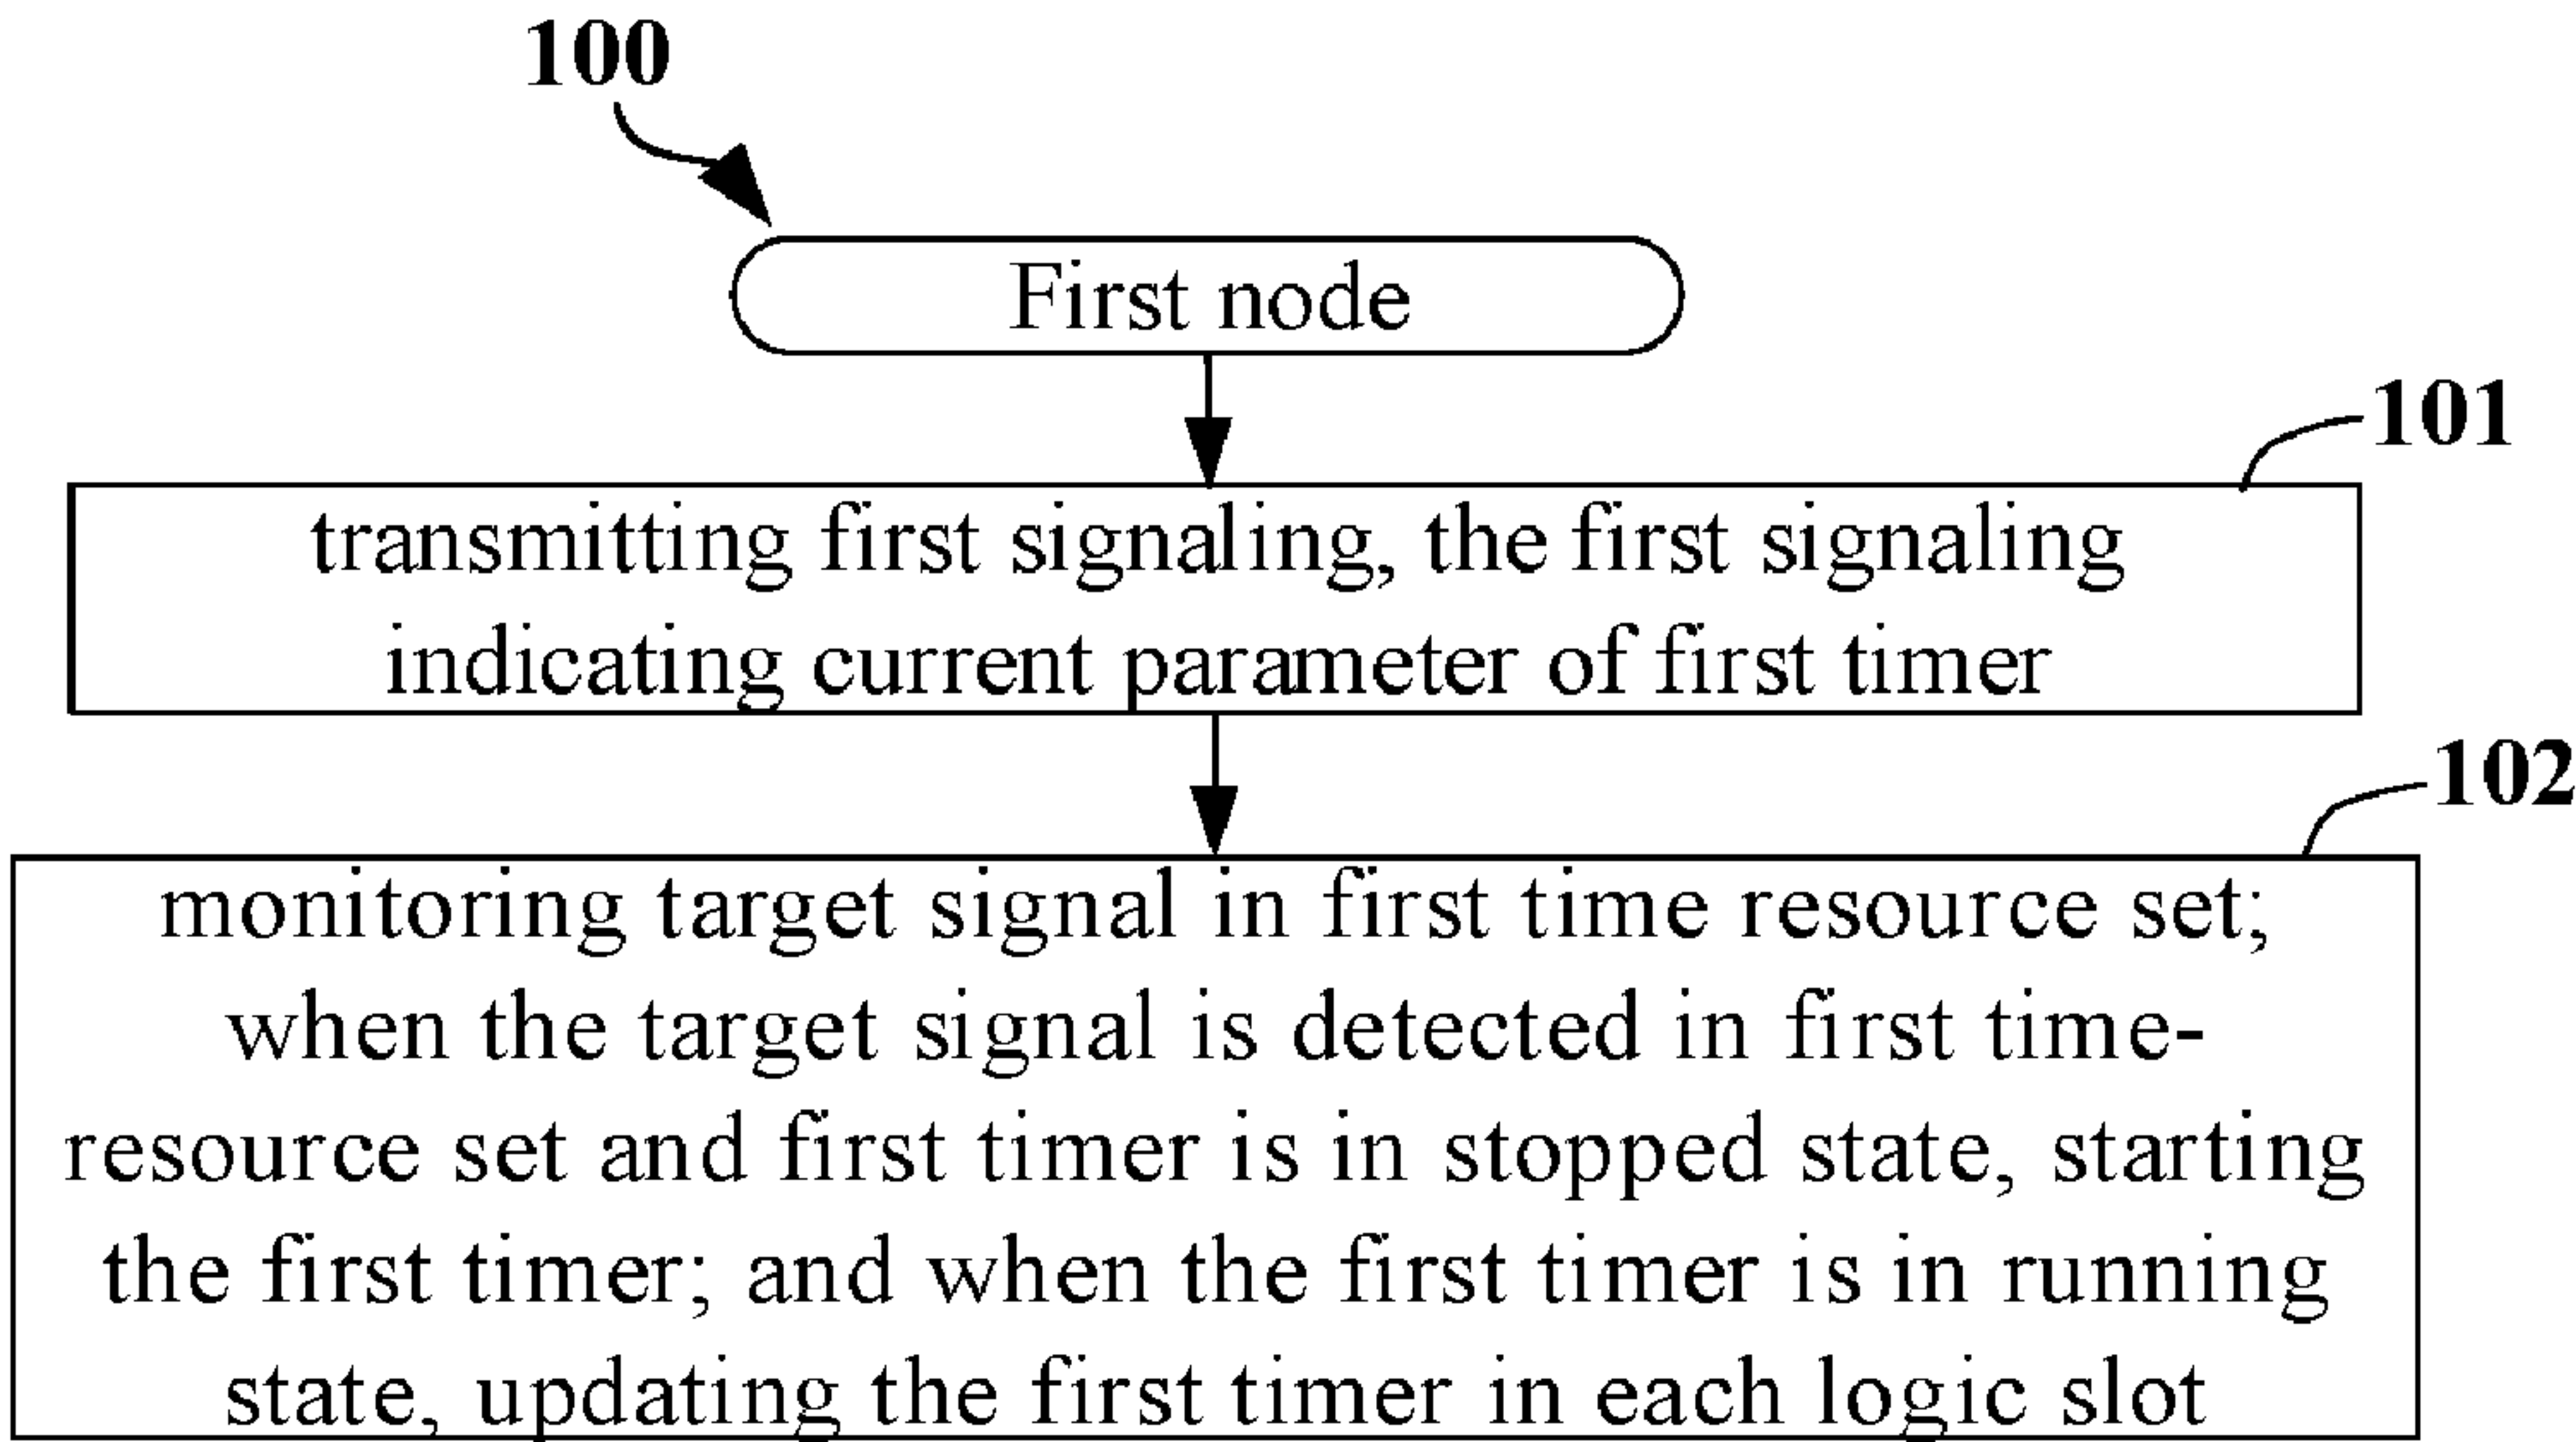 100
First node
101
transmitting first signaling, the first signaling
indicating current parameter of first timer
102
monitoring target signal in first time resource set;
when the target signal is detected in first time-
resource set and first timer is in stopped state, starting
the first timer; and when the first timer is in running
state, updating the first timer in each logic slot